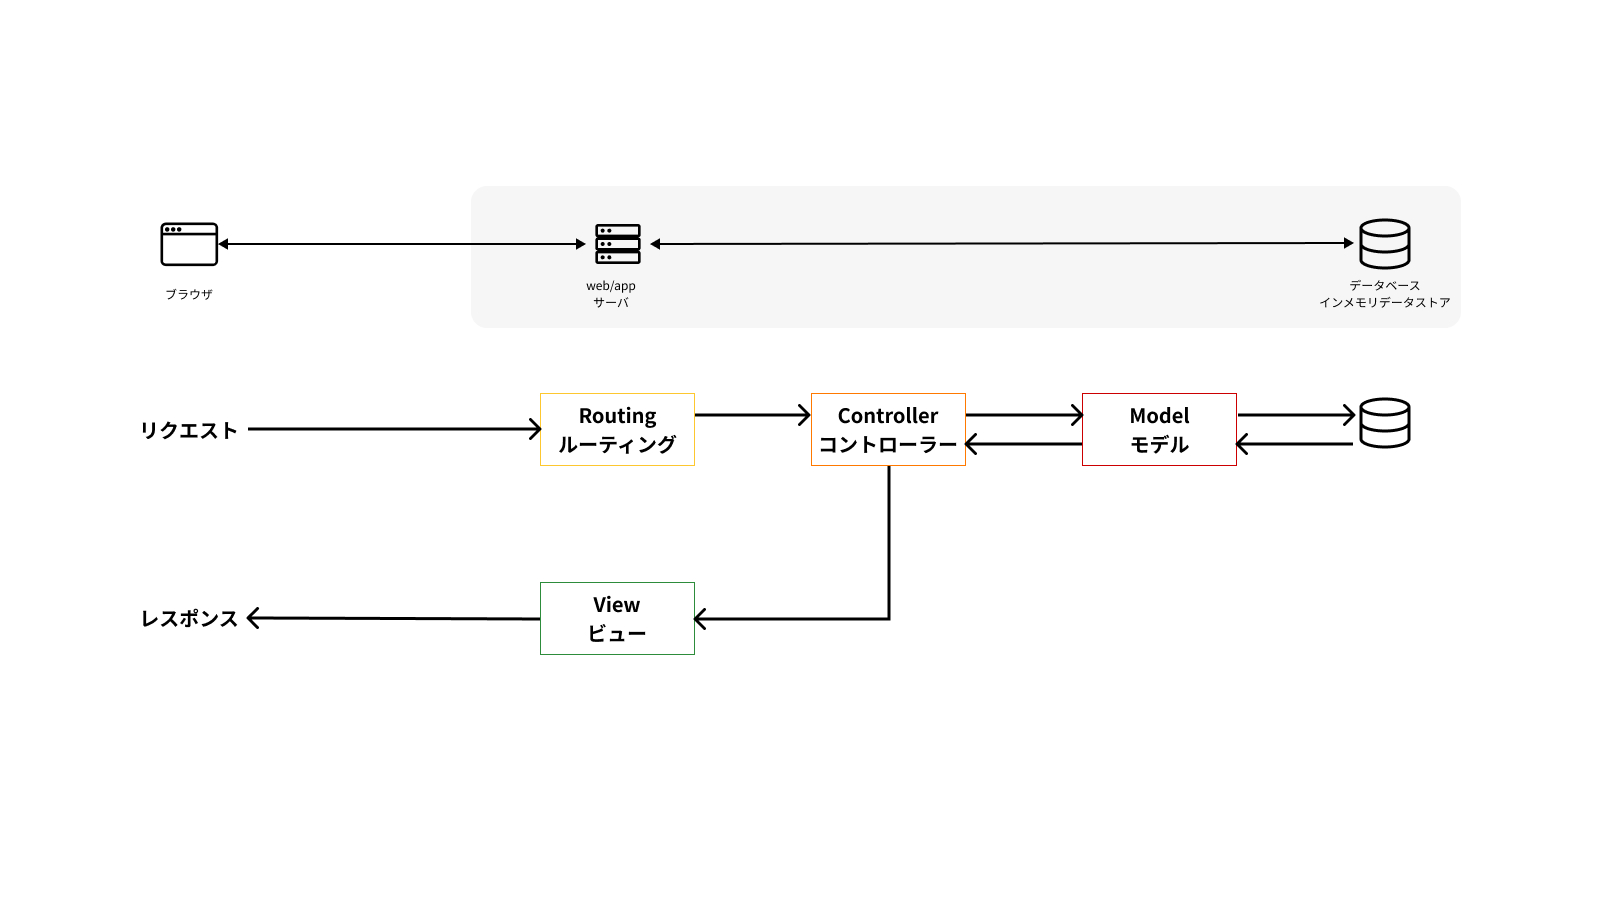 ブラウザ
web/app
サーバ
データベース
インメモリデータストア
リクエスト
Routing
ルーティング
Controller
コントローラー
Model
モデル
レスポンス
View
ビュー